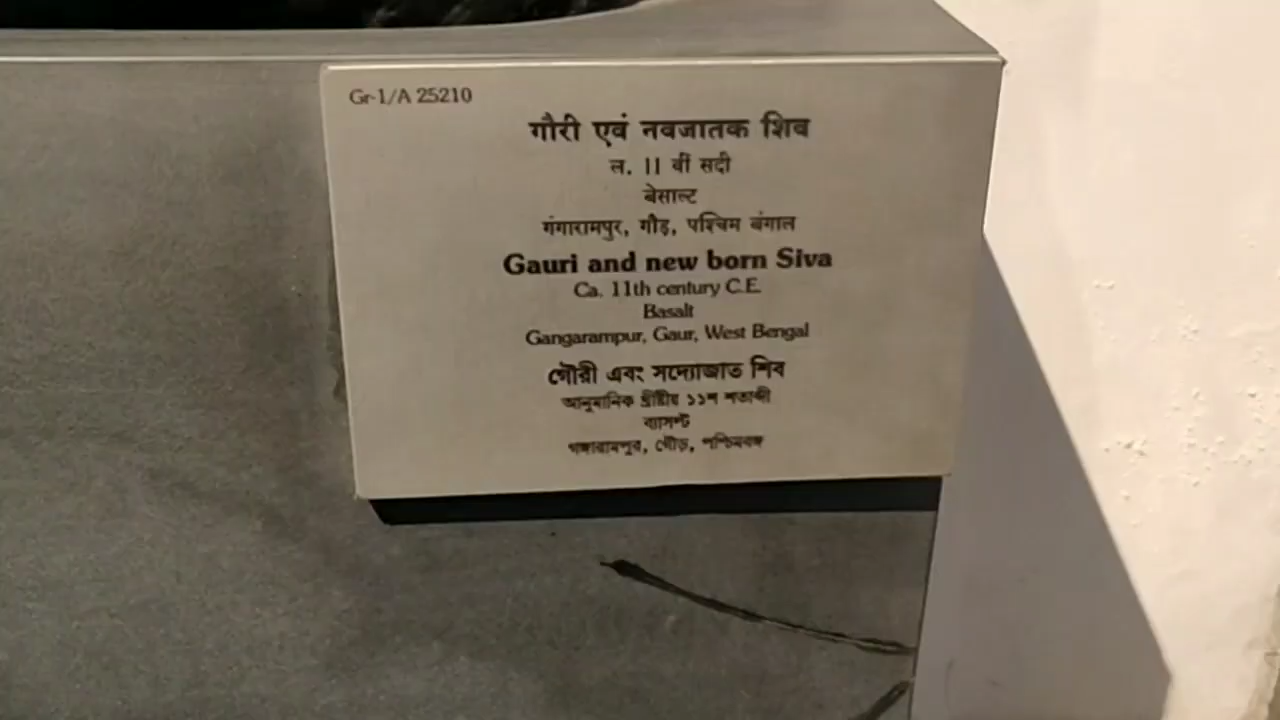 Gr-1/A 25210
गौरी एवं नवजातक शिव
ल. 11 वीं सदी
बेसाल्ट
गंगारामपुर, गौड़, पश्चिम बंगाल
Gauri and new born Siva
Ca. 11th century C.E.
Basalt
Gangarampur, Gaur, West Bengal
গৌরী এবং সদ্যোজাত শিব
আনুমানিক খ্রীষ্টীয় ১১শ শতাব্দী
ব্যাসল্ট
গঙ্গারামপুর, গৌড়, পশ্চিমবঙ্গ